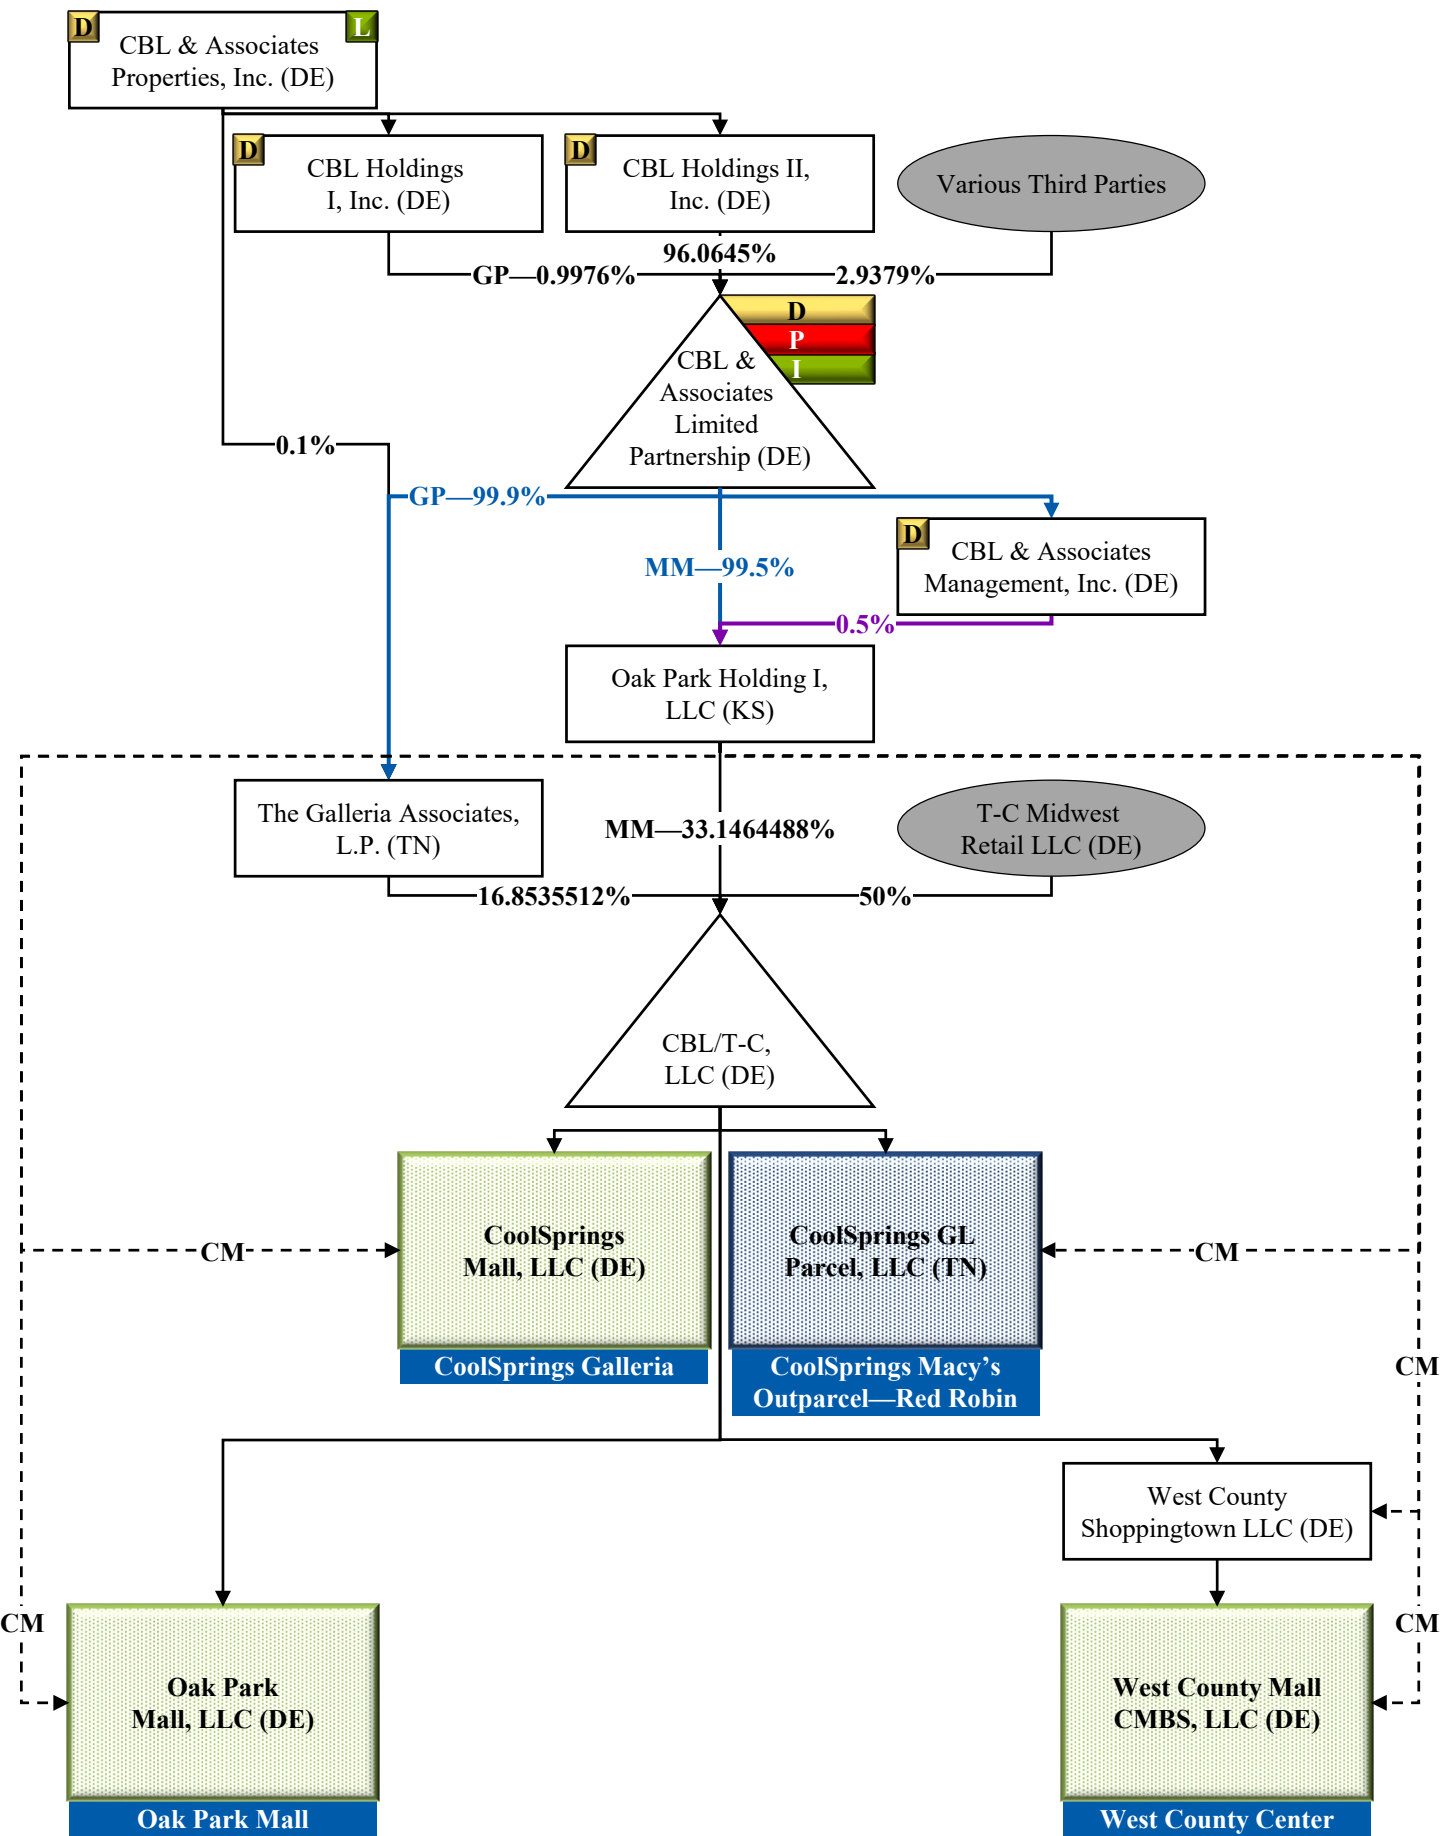 D
L
CBL & Associates
Properties, Inc. (DE)
D
CBL Holdings
I, Inc. (DE)
D
CBL Holdings II,
Inc. (DE)
Various Third Parties
96.0645%
GP—0.9976%
2.9379%
D
P
I
CBL &
Associates
Limited
Partnership (DE)
0.1%
GP—99.9%
MM—99.5%
D
CBL & Associates
Management, Inc. (DE)
0.5%
Oak Park Holding I,
LLC (KS)
The Galleria Associates,
L.P. (TN)
MM—33.1464488%
T-C Midwest
Retail LLC (DE)
16.8535512%
50%
CBL/T-C,
LLC (DE)
CM
CoolSprings
Mall, LLC (DE)
CoolSprings GL
Parcel, LLC (TN)
CM
CoolSprings Galleria
CoolSprings Macy’s
Outparcel—Red Robin
CM
West County
Shoppingtown LLC (DE)
CM
CM
Oak Park
Mall, LLC (DE)
West County Mall
CMBS, LLC (DE)
Oak Park Mall
West County Center